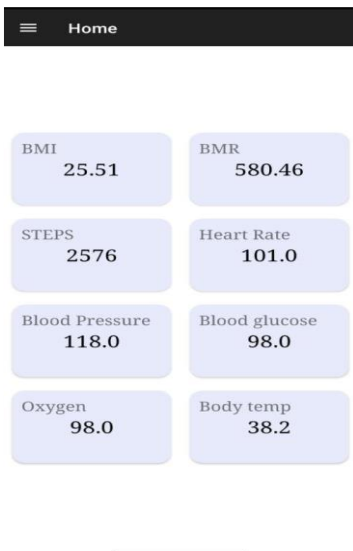 Home
BMI
25.51
BMR
580.46
STEPS
2576
Heart Rate
101.0
Blood Pressure
118.0
Blood glucose
98.0
Oxygen
98.0
Body temp
38.2